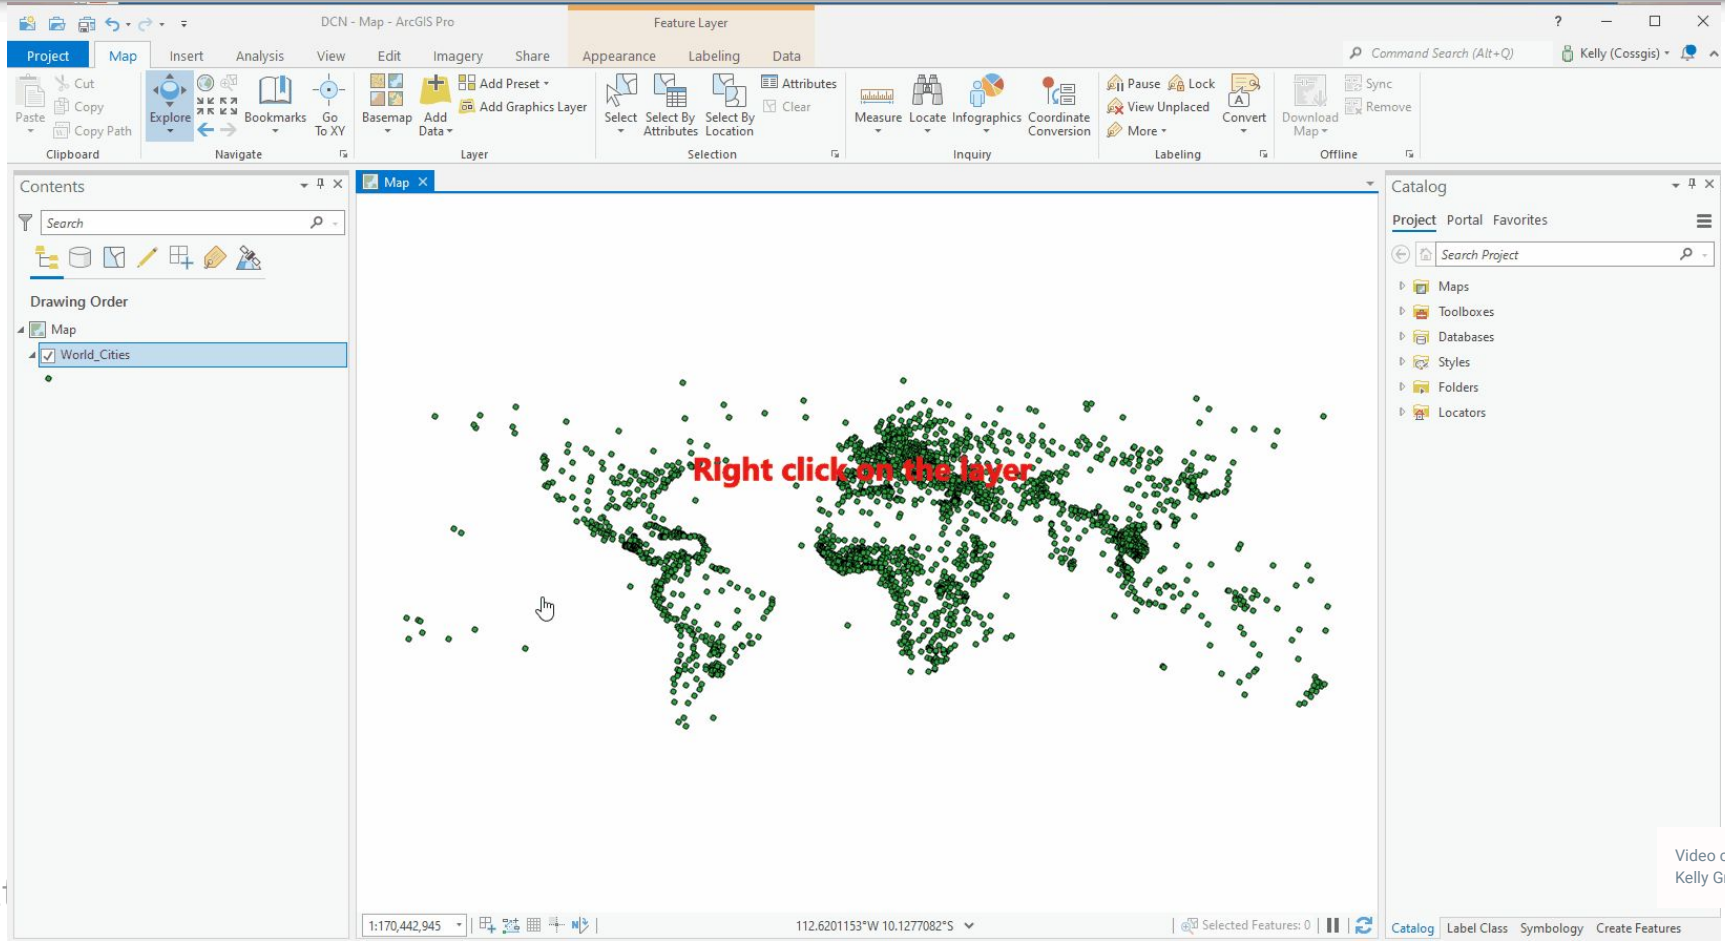 DCN - Map - ArcGIS Pro
Feature Layer
?
Project Map Insert Analysis View Edit Imagery Share Appearance Labeling Data
Command Search (Alt+Q)
Kelly (Cossgis)
Paste
Cut
Copy
Copy Path
Clipboard
Explore
Bookmarks
Go
To XY
Navigate
Basemap
Add
Data
Add Preset
Add Graphics Layer
Layer
Select
Select By
Attributes
Select By
Location
Attributes
Clear
Selection
Measure
Locate
Infographics
Coordinate
Conversion
Inquiry
Pause
Lock
View Unplaced
More
A
Convert
Labeling
Download
Map
Sync
Remove
Offline
Contents
Search
Drawing Order
Map
World_Cities
Map
Right click on the layer
1:170,442,945
N
112.6201153°W 10.1277082°S
Selected Features: 0
Catalog
Project Portal Favorites
Search Project
Maps
Toolboxes
Databases
Styles
Folders
Locators
Video
Kelly
Catalog Label Class Symbology Create Features